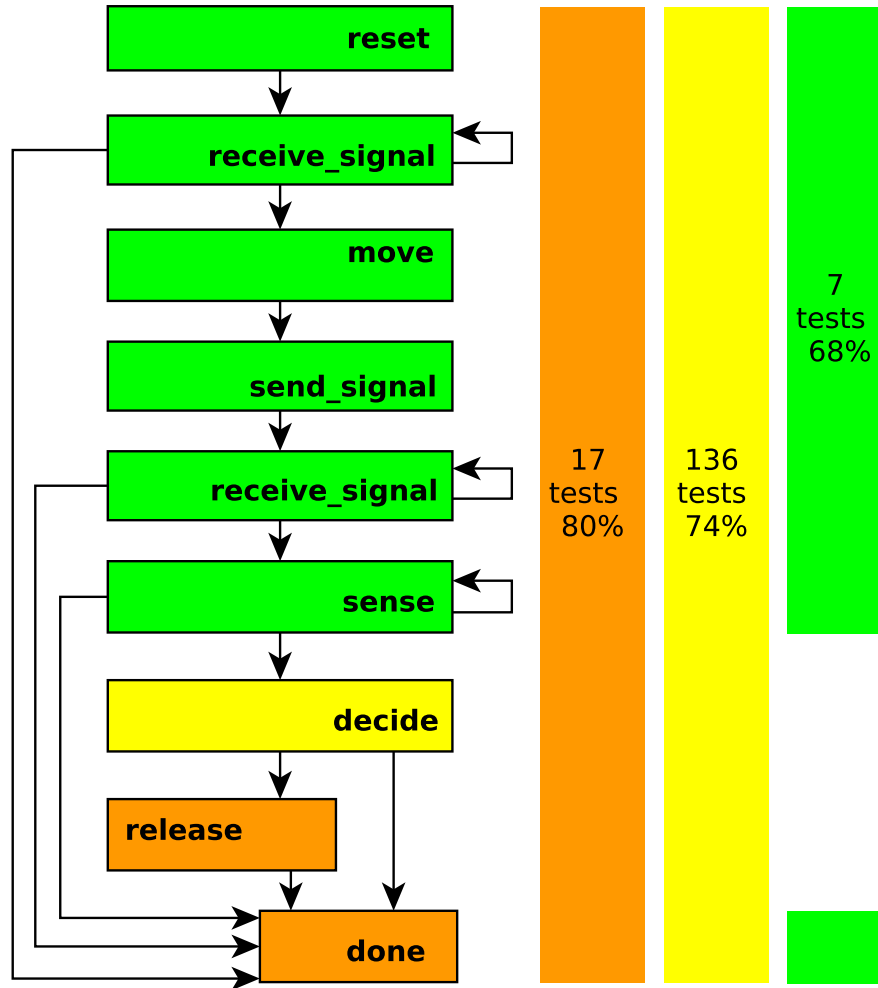 reset
receive_signal
move
send_signal
receive_signal
sense
decide
release
done
17
tests
80%
136
tests
74%
7
tests
68%